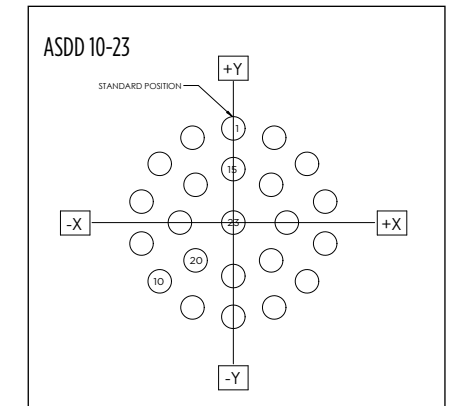 ASDD 10-23
+Y
STANDARD POSITION
1
15
-X
23
+X
20
10
-Y